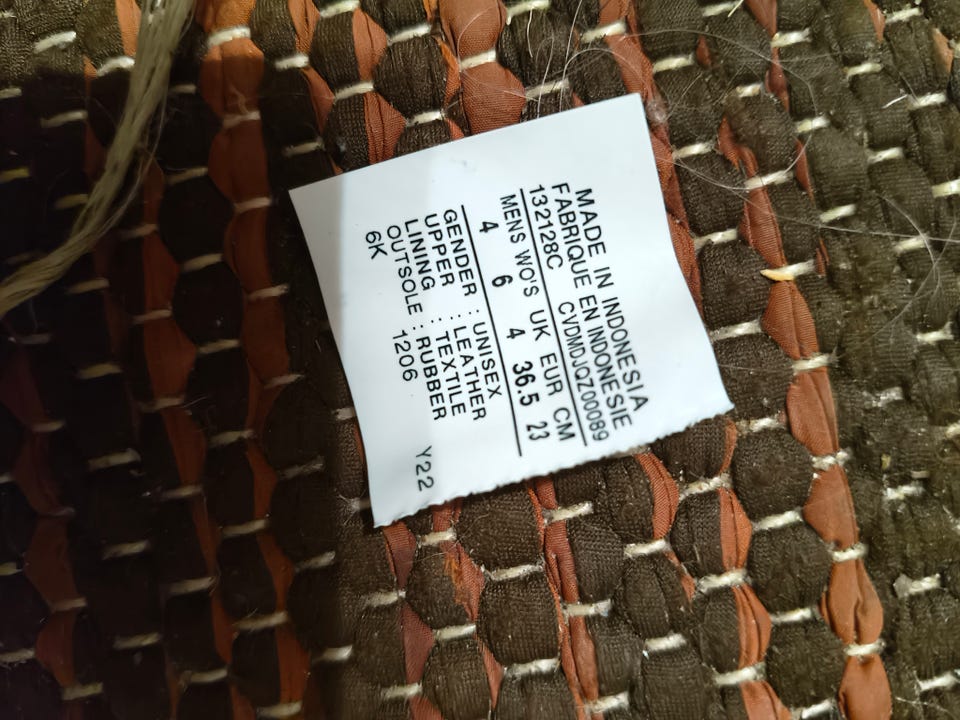 MADE IN INDONESIA
FABRIQUE EN INDONESIE
132128C CYDMDJQZ00089
MENS WO'S UK EUR CM
4 6 4 36.5 23
GENDER : UNISEX
UPPER : LEATHER
LINING : TEXTILE
OUTSOLE : RUBBER
6K 1206 Y22